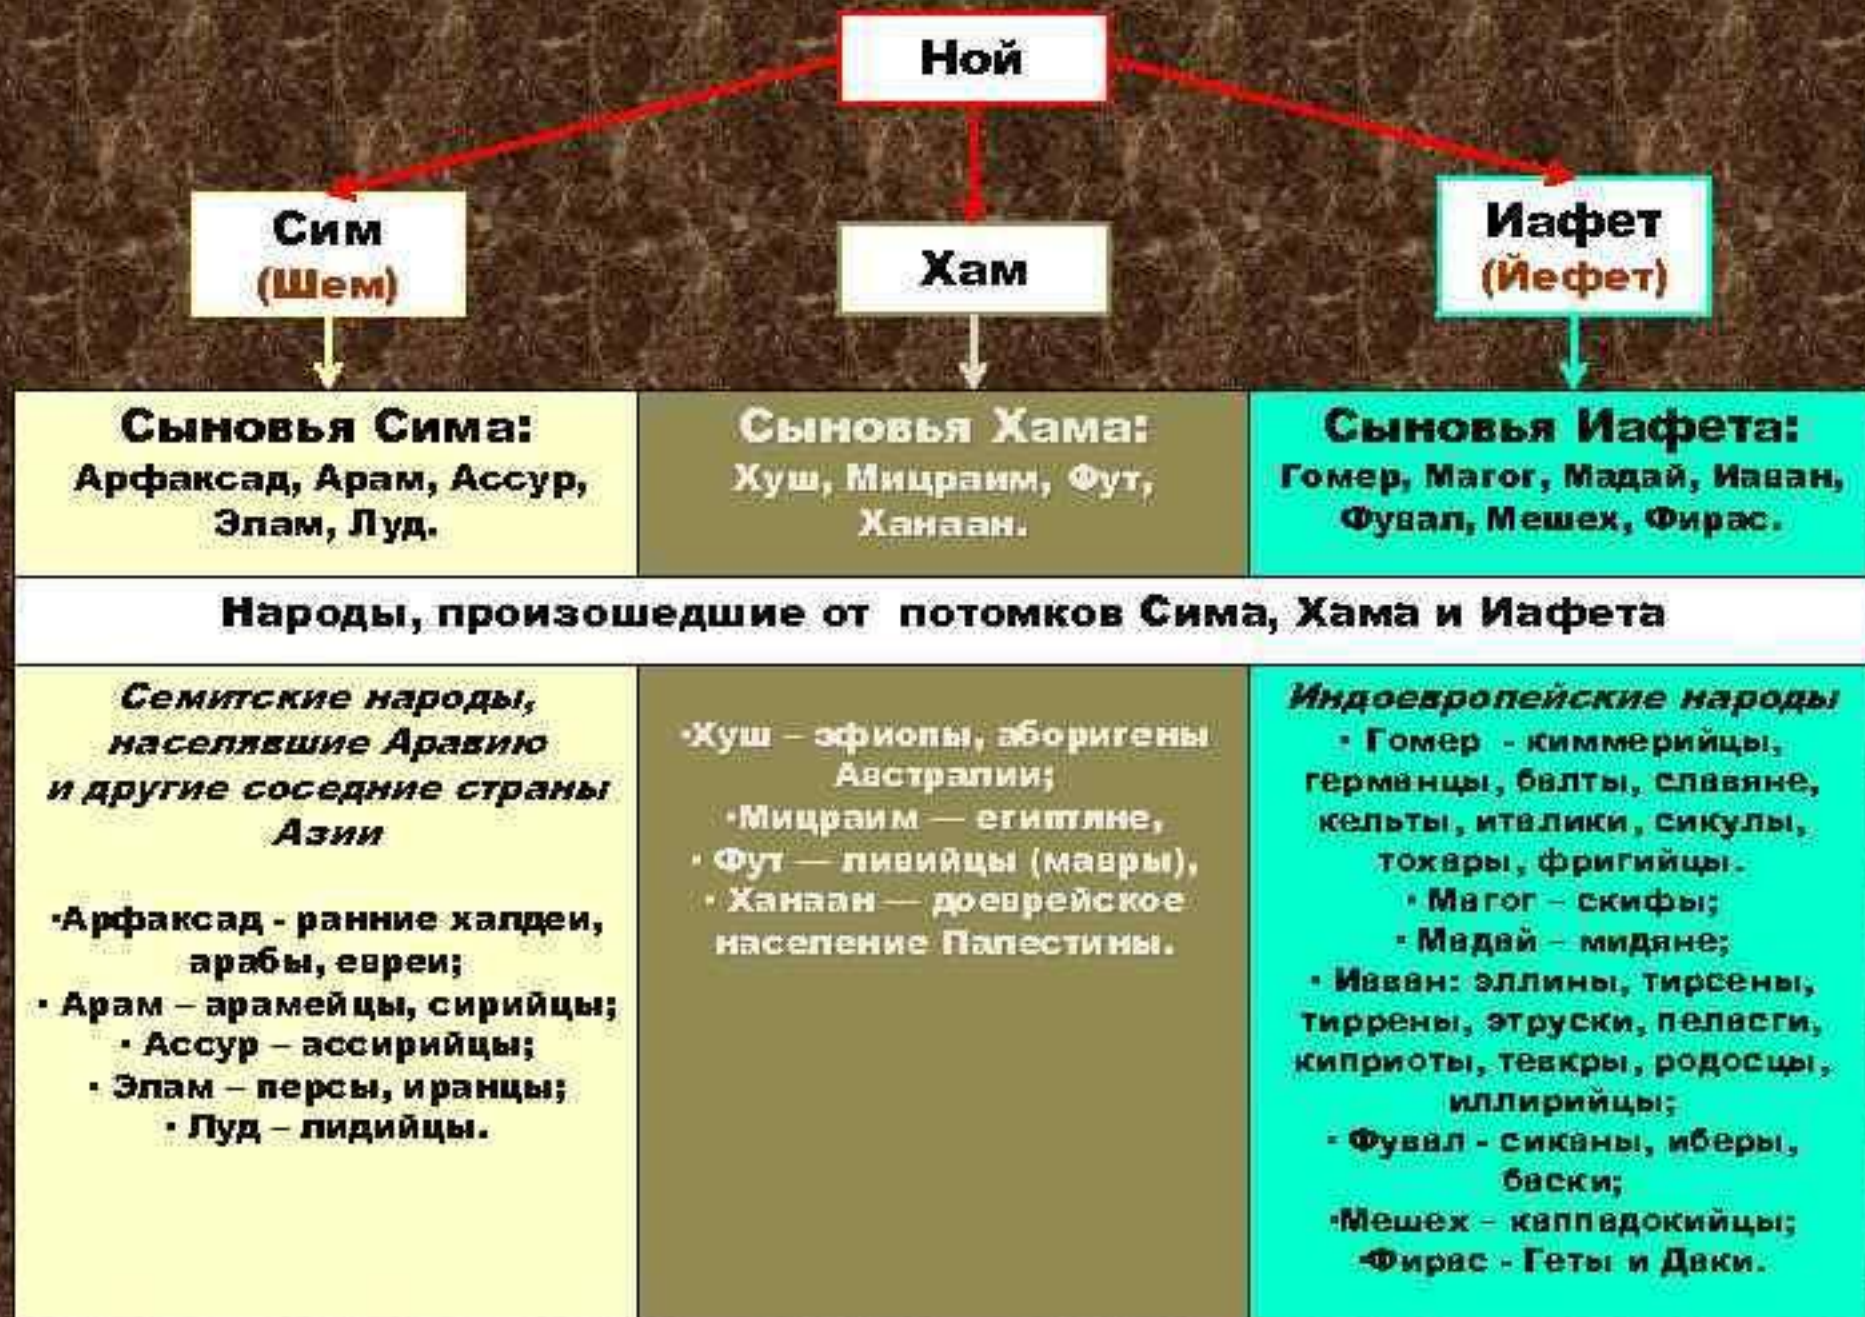 Ной
Сим
(Шем)
Хам
Иафет
(Йефет)
Сыновья Сима:
Арфаксад, Арам, Ассур,
Элам, Луд.
Сыновья Хама:
Хуш, Мицраим, Фут,
Ханаан.
Сыновья Иафета:
Гомер, Магог, Мадай, Иаван,
Фувал, Мешех, Фирас.
Народы, произошедшие от потомков Сима, Хама и Иафета
Семитские народы,
населявшие Аравию
и другие соседние страны
Азии
•Арфаксад - ранние халдеи,
арабы, евреи;
• Арам – арамейцы, сирийцы;
• Ассур – ассирийцы;
• Элам – персы, иранцы;
• Луд – лидийцы.
•Хуш – эфиопы, аборигены
Австралии;
•Мицраим — египтяне,
• Фут — ливийцы (мавры),
• Ханаан — доеврейское
население Палестины.
Индоевропейские народы
• Гомер - киммерийцы,
германцы, балты, славяне,
кельты, италики, сикулы,
тохары, фригийцы.
• Магог – скифы;
• Мадай – мидяне;
• Иаван: эллины, тирсены,
тиррены, этруски, пеласги,
киприоты, тевкры, родосцы,
иллирийцы;
• Фувал - сиканы, иберы,
баски;
•Мешех – каппадокийцы;
•Фирас - Геты и Даки.